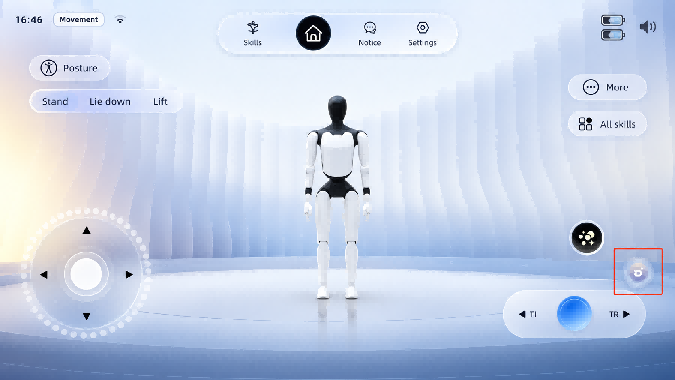 16:46 Movement
Skills
Notice
Settings
Posture
Stand Lie down Lift
More
All skills
TL
TR